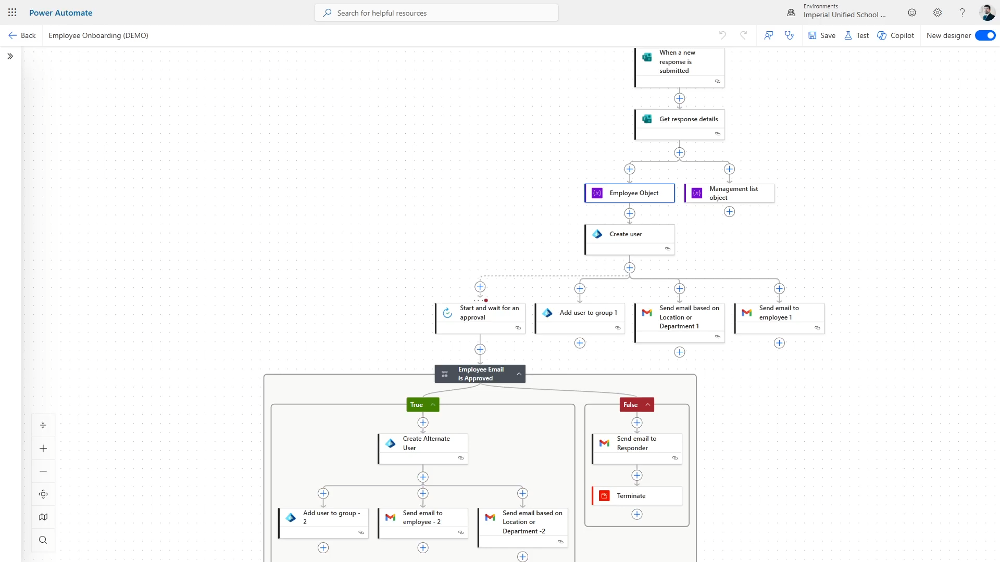 Power Automate
Search for helpful resources
Environments
Imperial Unified School ...
Back
Employee Onboarding (DEMO)
Save
Test
Copilot
New designer
When a new
response is
submitted
Get response details
{x}
Employee Object
{x}
Management list
object
Create user
Start and wait for an
approval
Add user to group 1
Send email based on
Location or
Department 1
Send email to
employee 1
Employee Email
is Approved
True
False
Create Alternate
User
Send email to
Responder
Terminate
Add user to group -
2
Send email to
employee - 2
Send email based on
Location or
Department -2